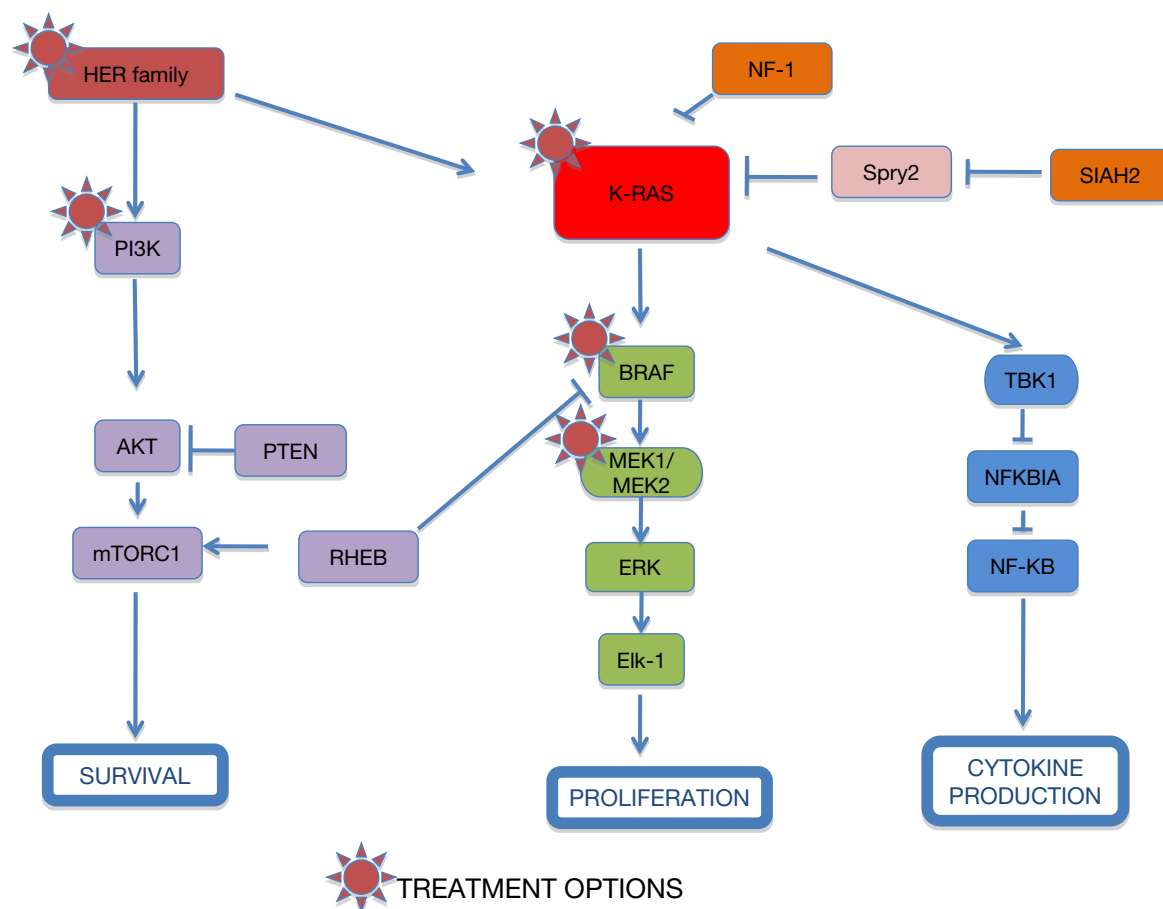 HER family
NF-1
K-RAS
Spry2
SIAH2
PI3K
BRAF
TBK1
AKT
PTEN
MEK1/
MEK2
NFKBIA
mTORC1
RHEB
ERK
NF-KB
Elk-1
SURVIVAL
PROLIFERATION
CYTOKINE
PRODUCTION
TREATMENT OPTIONS